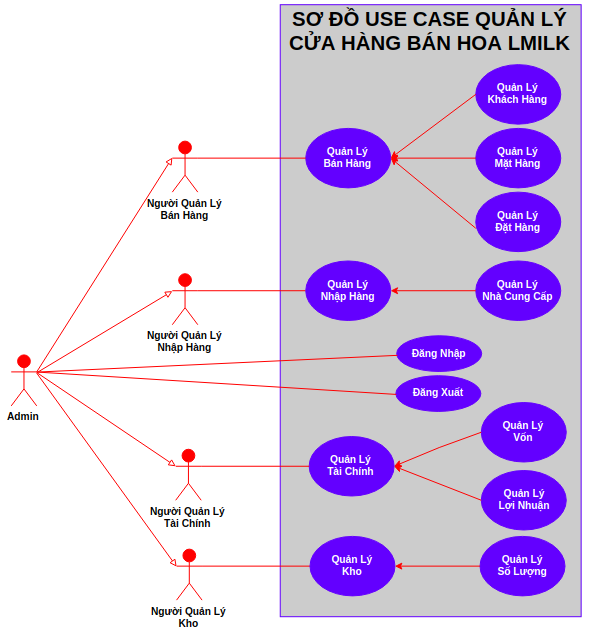 SƠ ĐỒ USE CASE QUẢN LÝ
CỬA HÀNG BÁN HOA LMILK
Quản Lý
Khách Hàng
Quản Lý
Bán Hàng
Quản Lý
Mặt Hàng
Người Quản Lý
Bán Hàng
Quản Lý
Đặt Hàng
Quản Lý
Nhập Hàng
Quản Lý
Nhà Cung Cấp
Người Quản Lý
Nhập Hàng
Đăng Nhập
Admin
Đăng Xuất
Quản Lý
Vốn
Quản Lý
Tài Chính
Người Quản Lý
Tài Chính
Quản Lý
Lợi Nhuận
Quản Lý
Kho
Quản Lý
Số Lượng
Người Quản Lý
Kho